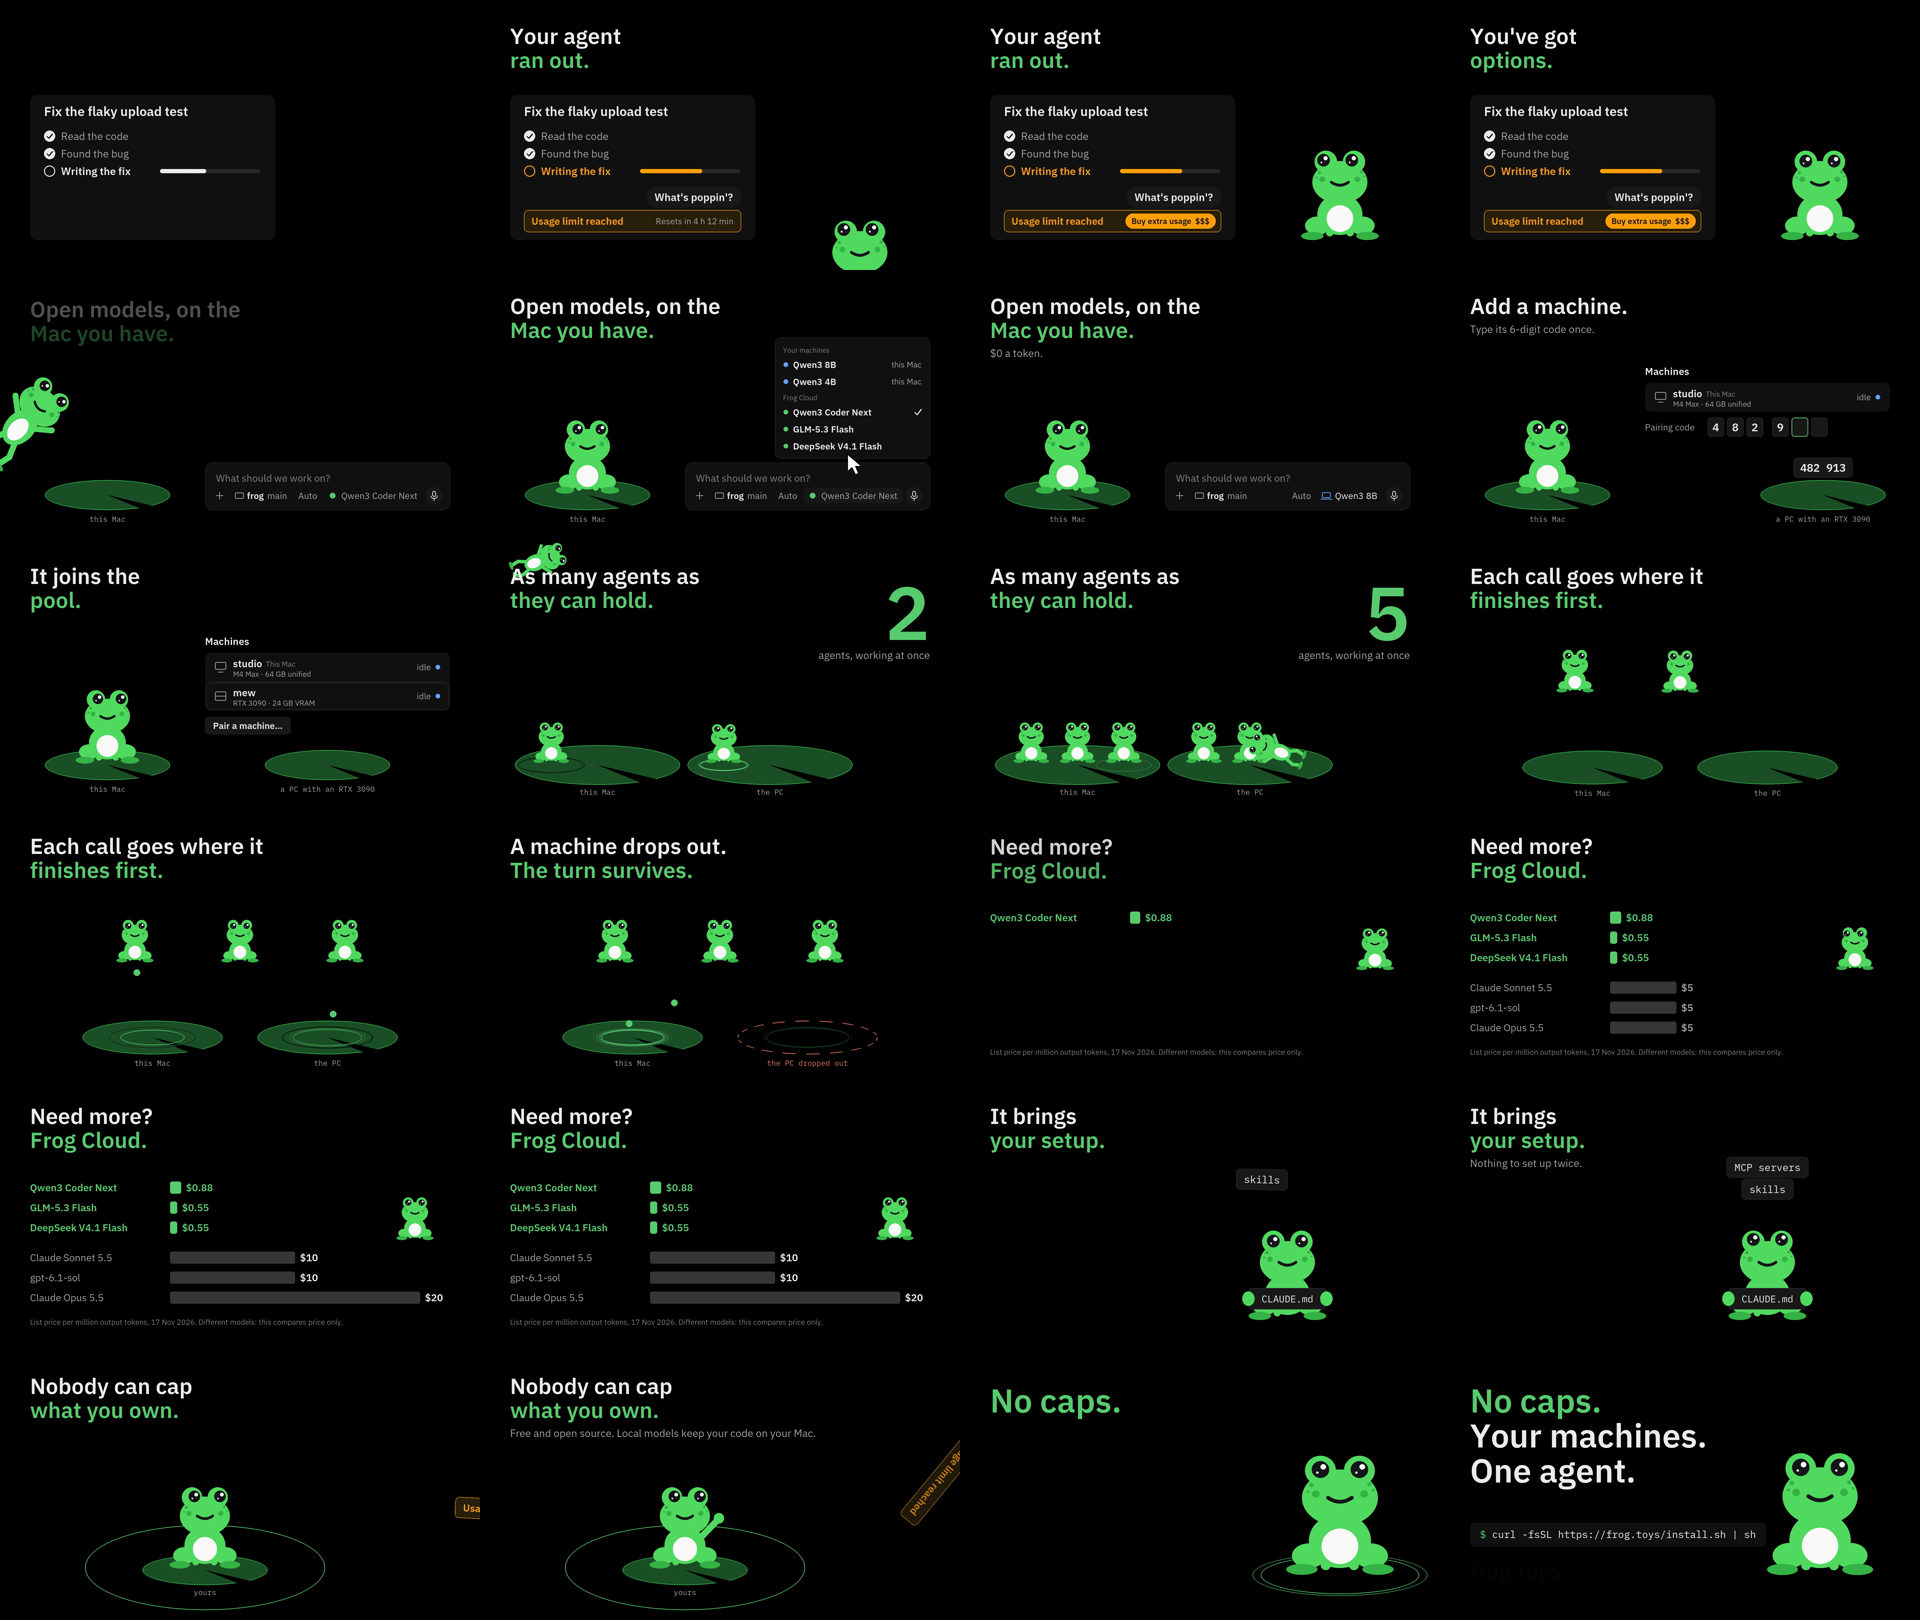 Fix the flaky upload test
Read the code
Found the bug
Writing the fix
Your agent
ran out.
Fix the flaky upload test
Read the code
Found the bug
Writing the fix
What's poppin'?
Usage limit reached
Resets in 4 h 12 min
Your agent
ran out.
Fix the flaky upload test
Read the code
Found the bug
Writing the fix
What's poppin'?
Usage limit reached
Buy extra usage $$$
You've got
options.
Fix the flaky upload test
Read the code
Found the bug
Writing the fix
What's poppin'?
Usage limit reached
Buy extra usage $$$
Open models, on the
Mac you have.
this Mac
What should we work on?
frog main Auto Qwen3 Coder Next
Open models, on the
Mac you have.
Your machines
Qwen3 8B this Mac
Qwen3 4B this Mac
Frog Cloud
Qwen3 Coder Next
GLM-5.3 Flash
DeepSeek V4.1 Flash
What should we work on?
frog main Auto Qwen3 Coder Next
this Mac
Open models, on the
Mac you have.
$0 a token.
What should we work on?
frog main Auto Qwen3 8B
this Mac
Add a machine.
Type its 6-digit code once.
Machines
studio This Mac
M4 Max · 64 GB unified
idle
Pairing code 4 8 2 9
482 913
this Mac
a PC with an RTX 3090
It joins the
pool.
Machines
studio This Mac
M4 Max · 64 GB unified
idle
mew
RTX 3090 · 24 GB VRAM
idle
Pair a machine...
this Mac
a PC with an RTX 3090
As many agents as
they can hold.
2
agents, working at once
this Mac
the PC
As many agents as
they can hold.
5
agents, working at once
this Mac
the PC
Each call goes where it
finishes first.
this Mac
the PC
Each call goes where it
finishes first.
this Mac
the PC
A machine drops out.
The turn survives.
this Mac
the PC dropped out
Need more?
Frog Cloud.
Qwen3 Coder Next $0.88
List price per million output tokens, 17 Nov 2026. Different models: this compares price only.
Need more?
Frog Cloud.
Qwen3 Coder Next $0.88
GLM-5.3 Flash $0.55
DeepSeek V4.1 Flash $0.55
Claude Sonnet 5.5 $5
gpt-6.1-sol $5
Claude Opus 5.5 $5
List price per million output tokens, 17 Nov 2026. Different models: this compares price only.
Need more?
Frog Cloud.
Qwen3 Coder Next $0.88
GLM-5.3 Flash $0.55
DeepSeek V4.1 Flash $0.55
Claude Sonnet 5.5 $10
gpt-6.1-sol $10
Claude Opus 5.5 $20
List price per million output tokens, 17 Nov 2026. Different models: this compares price only.
Need more?
Frog Cloud.
Qwen3 Coder Next $0.88
GLM-5.3 Flash $0.55
DeepSeek V4.1 Flash $0.55
Claude Sonnet 5.5 $10
gpt-6.1-sol $10
Claude Opus 5.5 $20
List price per million output tokens, 17 Nov 2026. Different models: this compares price only.
It brings
your setup.
skills
CLAUDE.md
It brings
your setup.
Nothing to set up twice.
MCP servers
skills
CLAUDE.md
Nobody can cap
what you own.
Usa
yours
Nobody can cap
what you own.
Free and open source. Local models keep your code on your Mac.
ge limit reached
yours
No caps.
No caps.
Your machines.
One agent.
$ curl -fsSL https://frog.toys/install.sh | sh
frog.toys